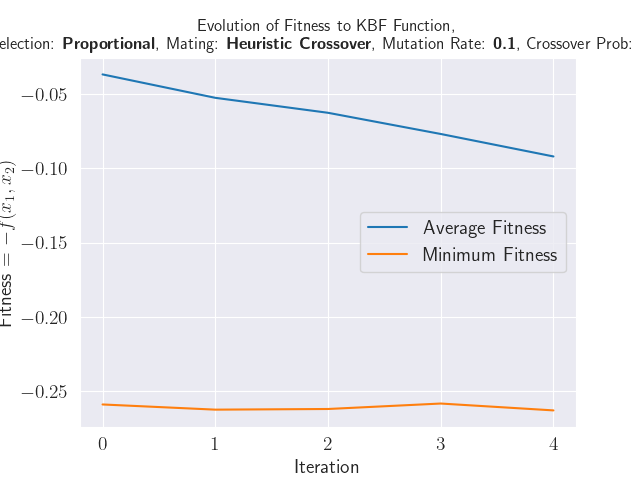 Evolution of Fitness to KBF Function,
election: Proportional, Mating: Heuristic Crossover, Mutation Rate: 0.1, Crossover Prob:
Fitness = −f(x₁, x₂)
−0.05
−0.10
−0.15
−0.20
−0.25
Average Fitness
Minimum Fitness
0 1 2 3 4
Iteration